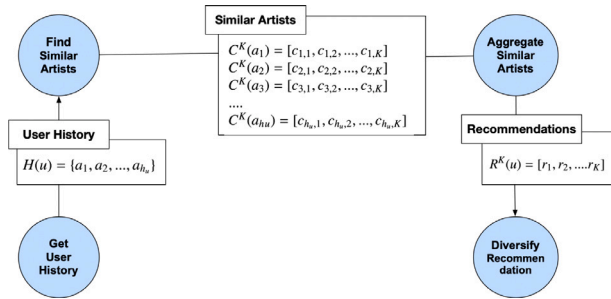 Find
Similar
Artists
Similar Artists
C^K(a_1) = [c_{1,1}, c_{1,2}, ..., c_{1,K}]
C^K(a_2) = [c_{2,1}, c_{2,2}, ..., c_{2,K}]
C^K(a_3) = [c_{3,1}, c_{3,2}, ..., c_{3,K}]
....
C^K(a_{hu}) = [c_{h_u,1}, c_{h_u,2}, ..., c_{h_u,K}]
Aggregate
Similar
Artists
User History
H(u) = {a_1, a_2, ..., a_{h_u}}
Recommendations
R^K(u) = [r_1, r_2, ....r_K]
Get
User
History
Diversify
Recommen
dation